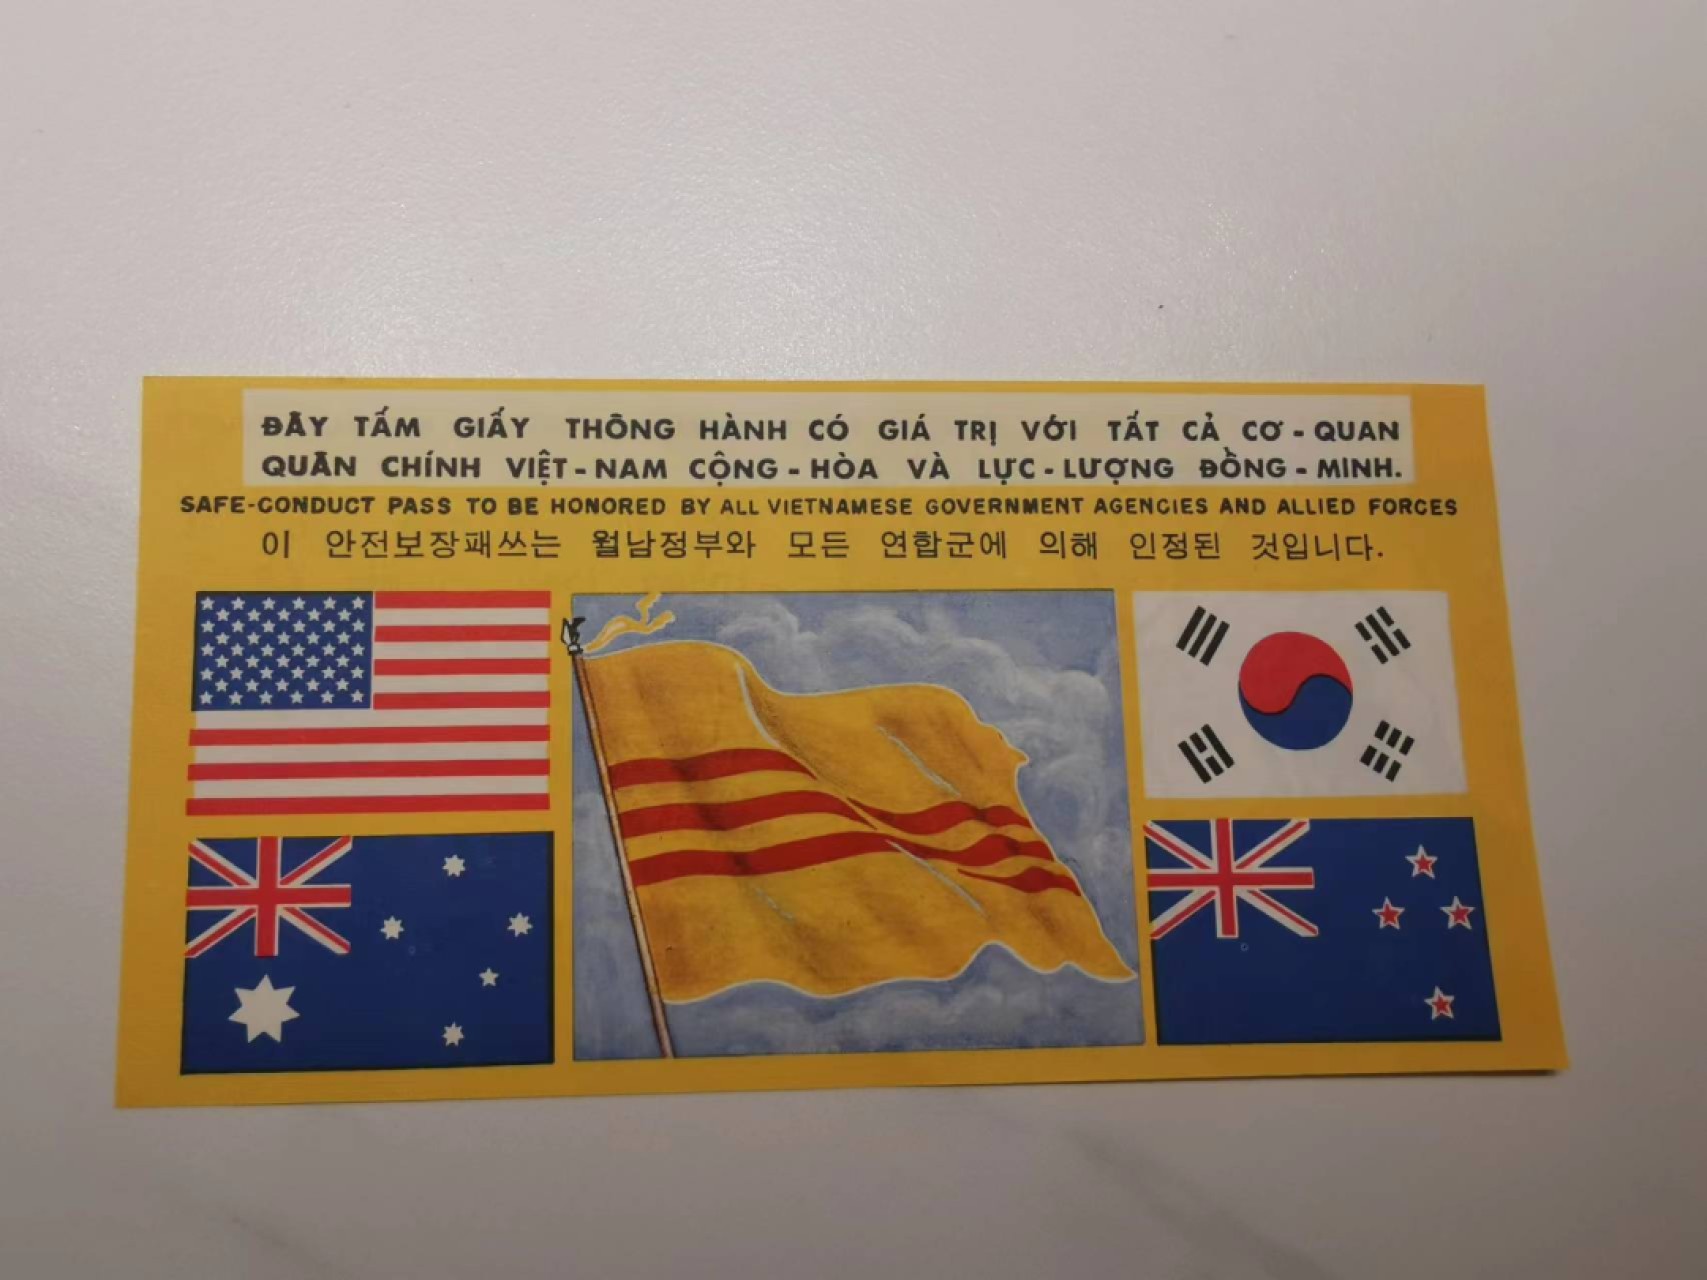 ĐÂY TẤM GIẤY THÔNG HÀNH CÓ GIÁ TRỊ VỚI TẤT CẢ CƠ - QUAN
QUÂN CHÍNH VIỆT - NAM CỘNG - HÒA VÀ LỰC - LƯỢNG ĐỒNG - MINH.
SAFE-CONDUCT PASS TO BE HONORED BY ALL VIETNAMESE GOVERNMENT AGENCIES AND ALLIED FORCES
이 안전보장패쓰는 월남정부와 모든 연합군에 의해 인정된 것입니다.